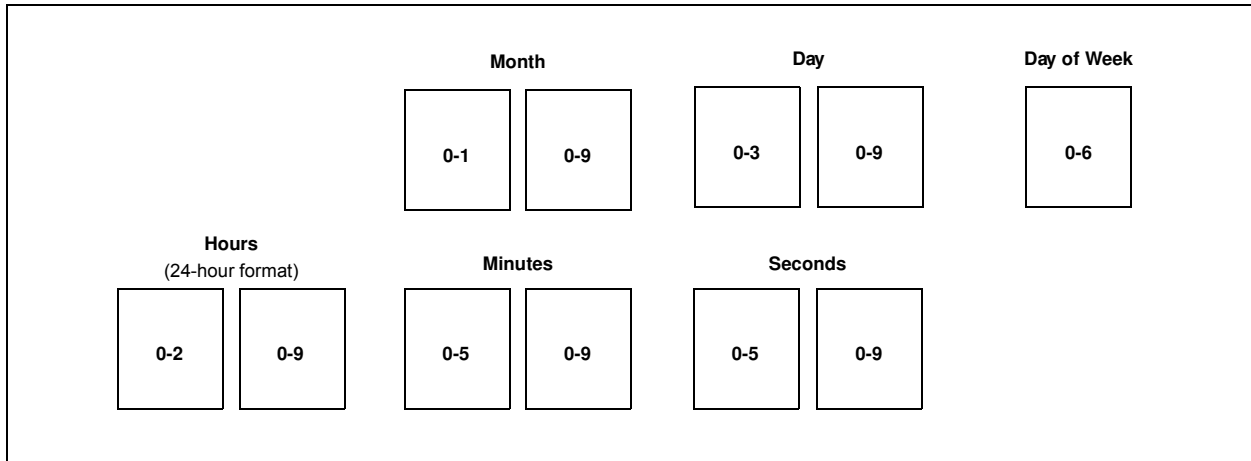 Month Day Day of Week
0-1 0-9 0-3 0-9 0-6
Hours
(24-hour format)
Minutes Seconds
0-2 0-9 0-5 0-9 0-5 0-9